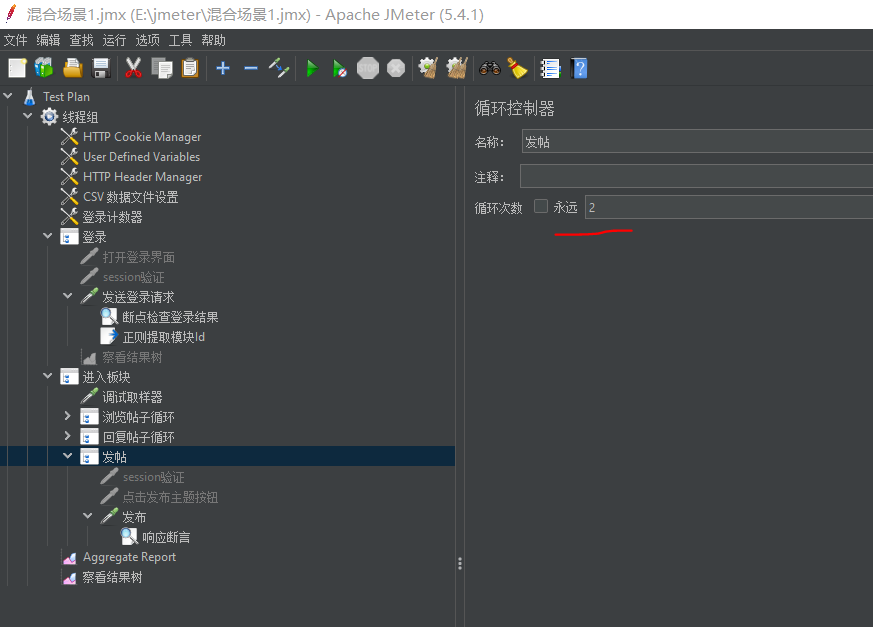 混合场景1.jmx (E:\jmeter\混合场景1.jmx) - Apache JMeter (5.4.1)
文件 编辑 查找 运行 选项 工具 帮助
STOP
Test Plan
线程组
HTTP Cookie Manager
User Defined Variables
HTTP Header Manager
CSV 数据文件设置
登录计数器
登录
打开登录界面
session验证
发送登录请求
断点检查登录结果
正则提取模块Id
察看结果树
进入板块
调试取样器
浏览帖子循环
回复帖子循环
发帖
session验证
点击发布主题按钮
发布
响应断言
Aggregate Report
察看结果树
循环控制器
名称: 发帖
注释:
循环次数 永远 2